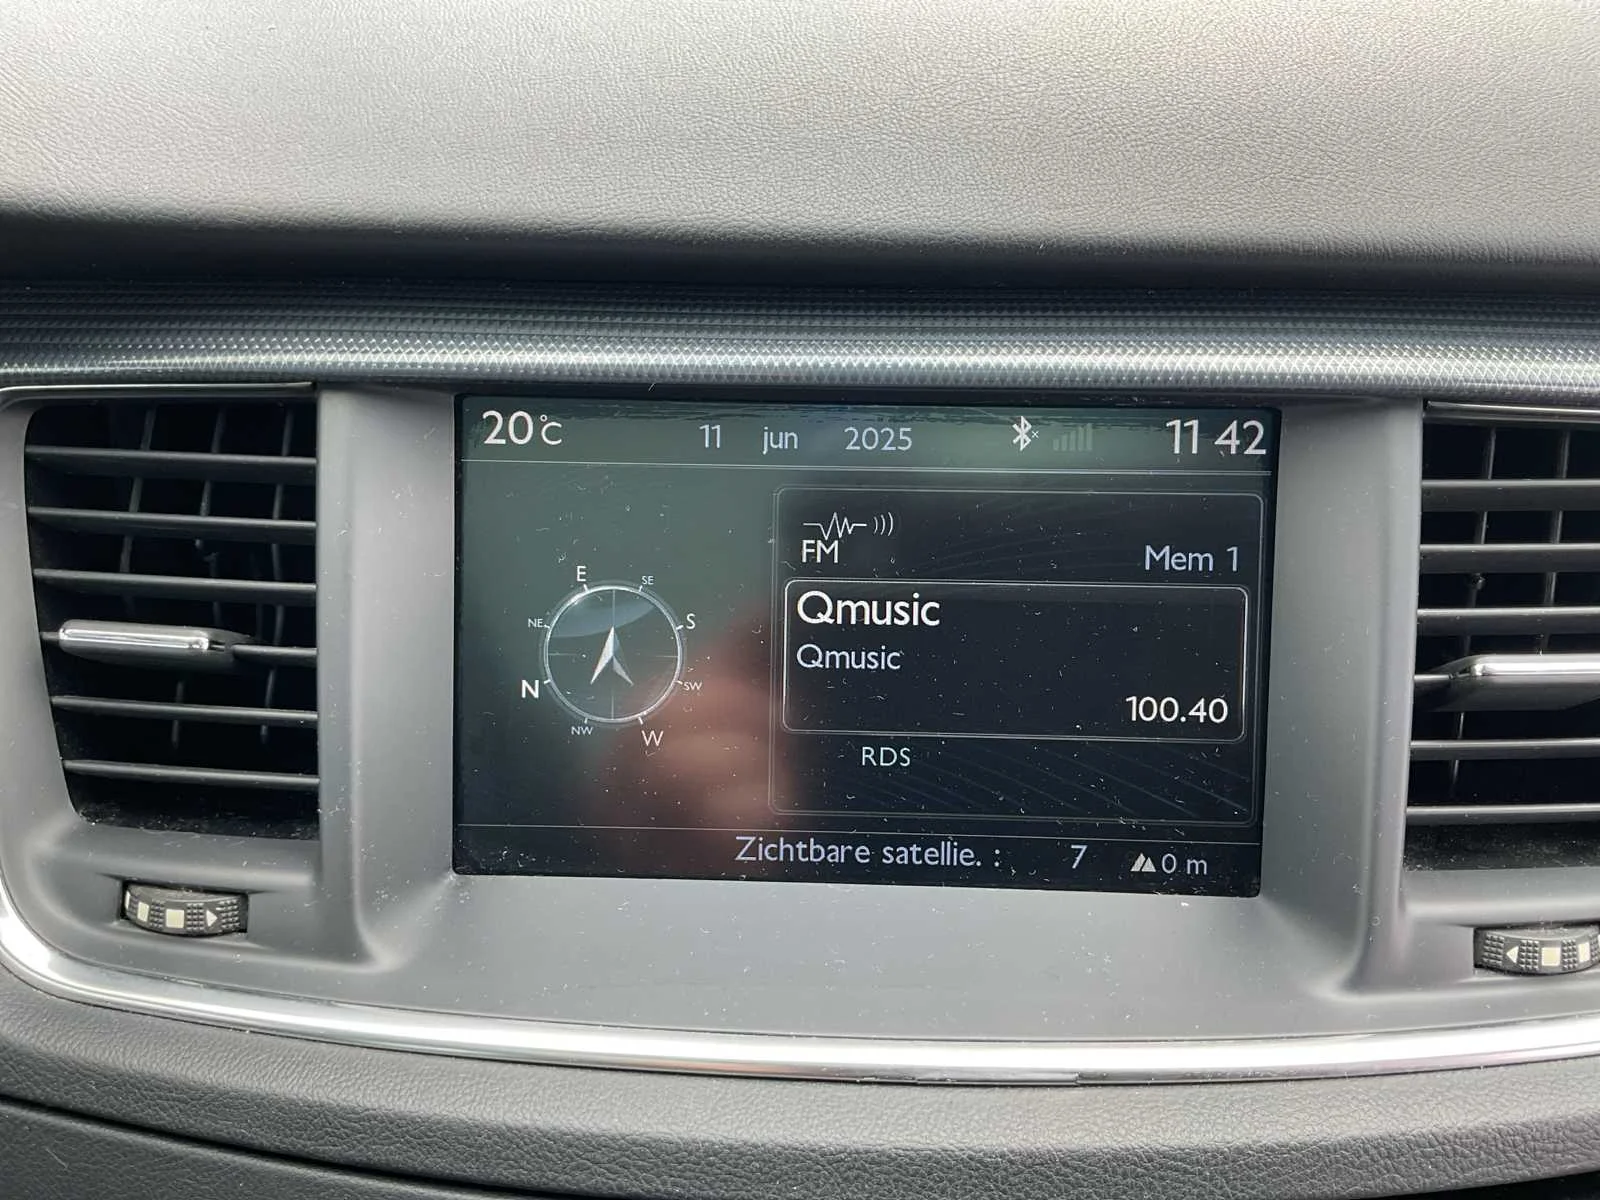 20°C 11 jun 2025 11 42
FM
Mem 1
Qmusic
Qmusic
100.40
RDS
E SE
NE S
N SW
NW W
Zichtbare satellie. : 7 0 m